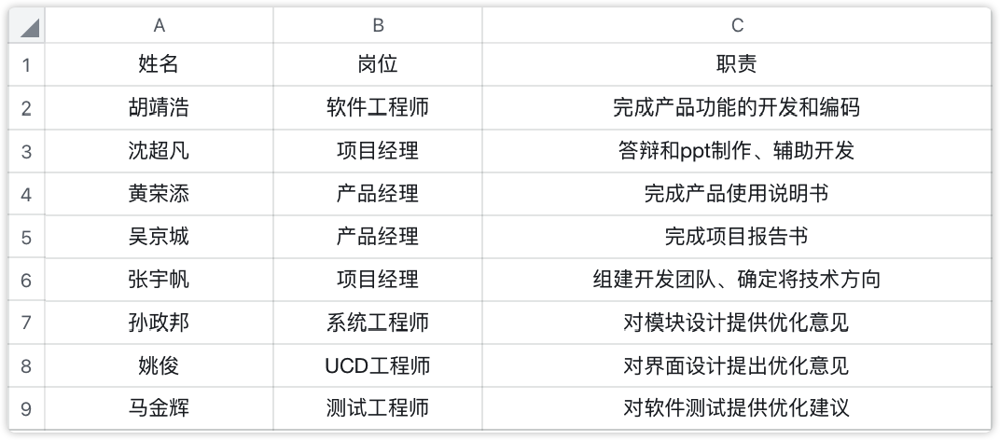 A B C
1 姓名 岗位 职责
2 胡靖浩 软件工程师 完成产品功能的开发和编码
3 沈超凡 项目经理 答辩和ppt制作、辅助开发
4 黄荣添 产品经理 完成产品使用说明书
5 吴京城 产品经理 完成项目报告书
6 张宇帆 项目经理 组建开发团队、确定将技术方向
7 孙政邦 系统工程师 对模块设计提供优化意见
8 姚俊 UCD工程师 对界面设计提出优化意见
9 马金辉 测试工程师 对软件测试提供优化建议